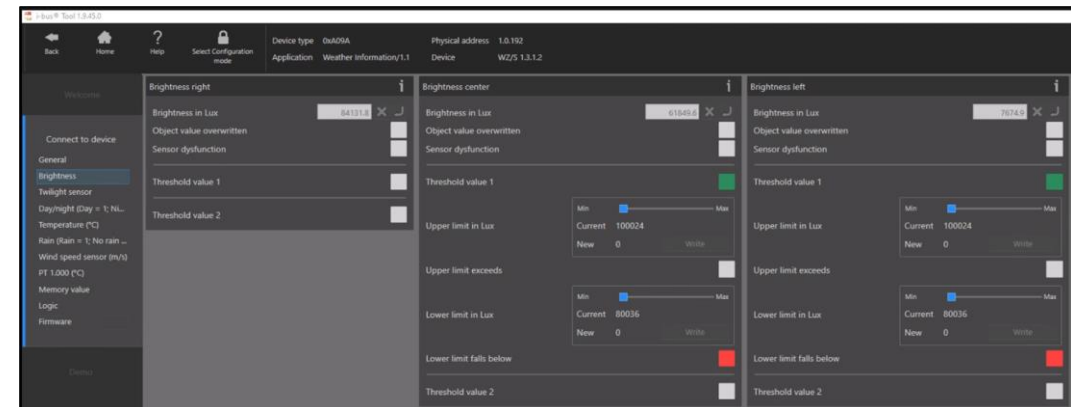 i-bus® Tool 1.9.45.0
Back
Home
Help
Select Configuration
mode
Device type 0xA09A
Application Weather Information/1.1
Physical address 1.0.192
Device WZ/S 1.3.1.2
Welcome
Connect to device
General
Brightness
Twilight sensor
Day/night (Day = 1; Ni...
Temperature (°C)
Rain (Rain = 1; No rain ...
Wind speed sensor (m/s)
PT 1.000 (°C)
Memory value
Logic
Firmware
Demo
Brightness right
Brightness in Lux 64131.8
Object value overwritten
Sensor dysfunction
Threshold value 1
Threshold value 2
Brightness center
Brightness in Lux 61849.6
Object value overwritten
Sensor dysfunction
Threshold value 1
Upper limit in Lux
Min Max
Current 100024
New 0 Write
Upper limit exceeds
Lower limit in Lux
Min Max
Current 80036
New 0 Write
Lower limit falls below
Threshold value 2
Brightness left
Brightness in Lux 7674.9
Object value overwritten
Sensor dysfunction
Threshold value 1
Upper limit in Lux
Min Max
Current 100024
New 0 Write
Upper limit exceeds
Lower limit in Lux
Min Max
Current 80036
New 0 Write
Lower limit falls below
Threshold value 2